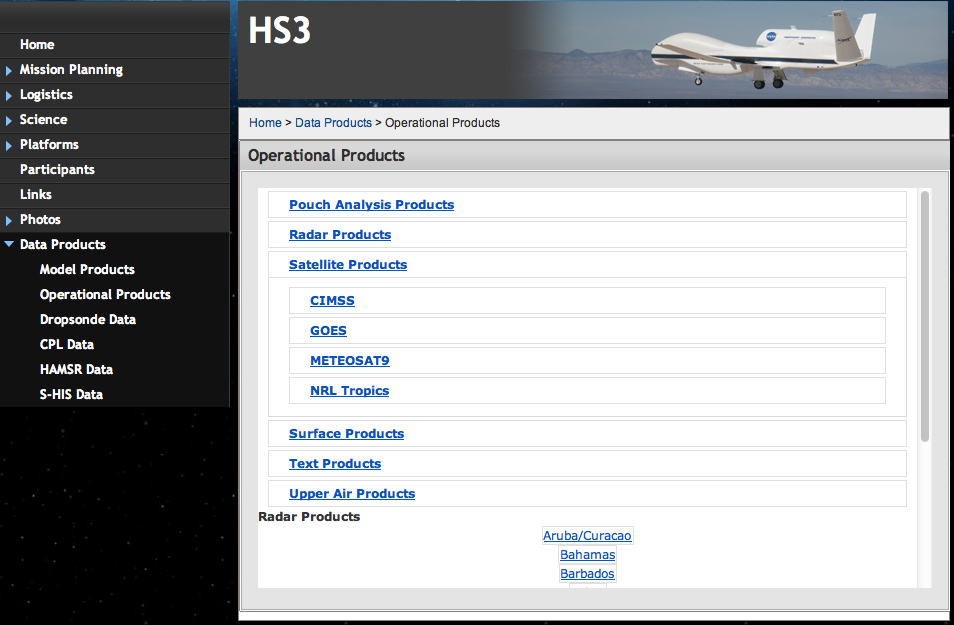 HS3
Home
Mission Planning
Logistics
Science
Platforms
Participants
Links
Photos
Data Products
Model Products
Operational Products
Dropsonde Data
CPL Data
HAMSR Data
S-HIS Data
Home > Data Products > Operational Products
Operational Products
Pouch Analysis Products
Radar Products
Satellite Products
CIMSS
GOES
METEOSAT9
NRL Tropics
Surface Products
Text Products
Upper Air Products
Radar Products
Aruba/Curacao
Bahamas
Barbados